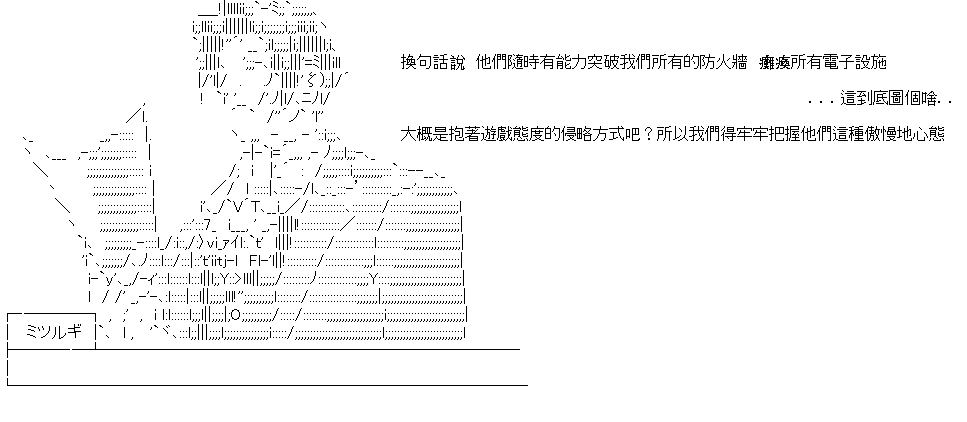 換句話說 他們隨時有能力突破我們所有的防火牆 癱瘓所有電子設施
...這到底圖個啥..
大概是抱著遊戲態度的侵略方式吧？所以我們得牢牢把握他們這種傲慢地心態
ミツルギ